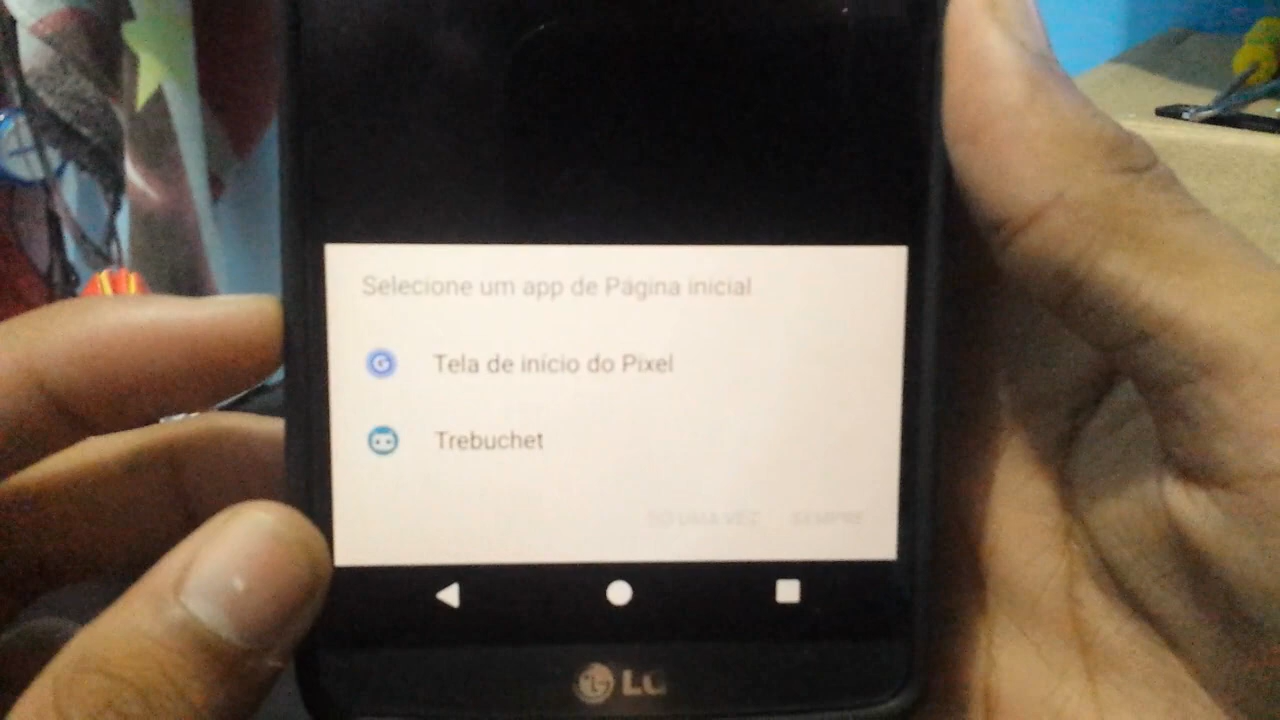 Selecione um app de Página inicial
Tela de início do Pixel
Trebuchet
SÓ UMA VEZ SEMPRE
LG